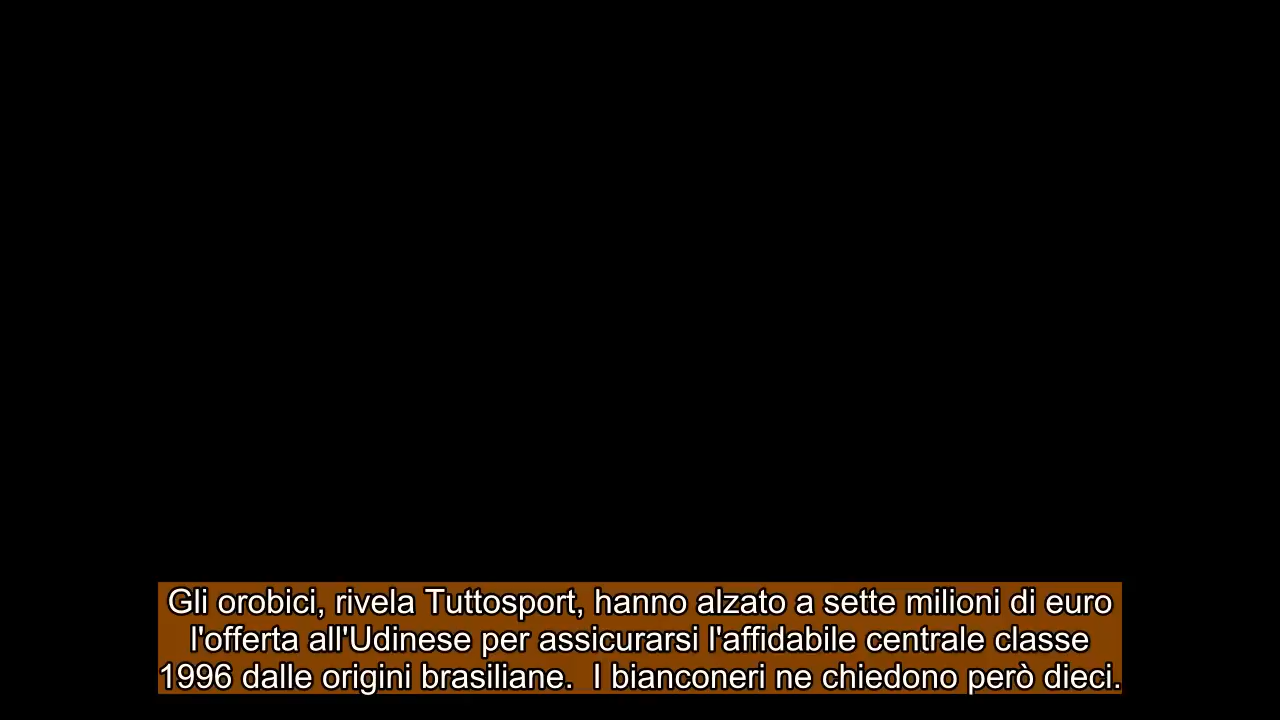 Gli orobici, rivela Tuttosport, hanno alzato a sette milioni di euro
l'offerta all'Udinese per assicurarsi l'affidabile centrale classe
1996 dalle origini brasiliane.  I bianconeri ne chiedono però dieci.